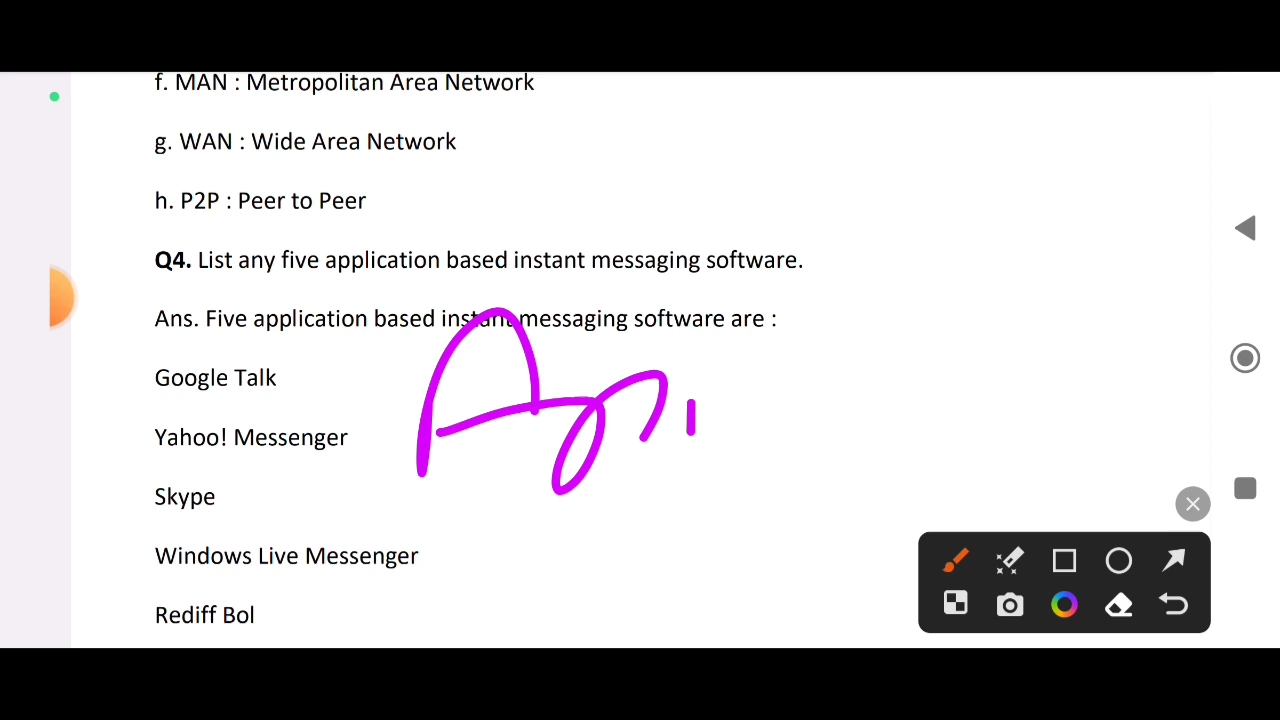 f. MAN : Metropolitan Area Network
g. WAN : Wide Area Network
h. P2P : Peer to Peer
Q4. List any five application based instant messaging software.
Ans. Five application based instant messaging software are :
Google Talk
Yahoo! Messenger
Skype
Windows Live Messenger
Rediff Bol